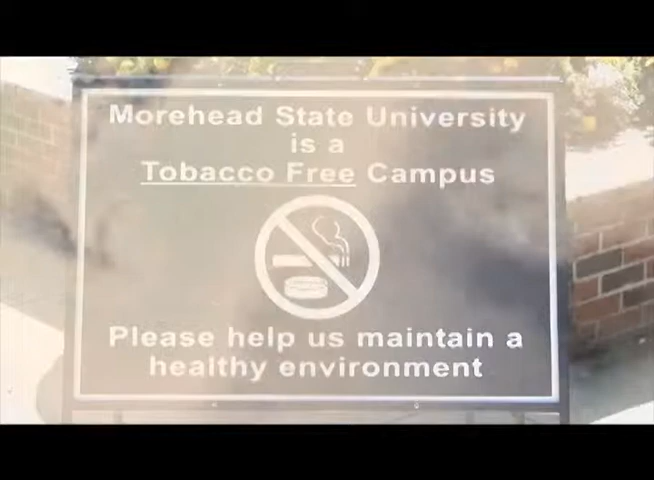 Morehead State University
is a
Tobacco Free Campus
Please help us maintain a
healthy environment